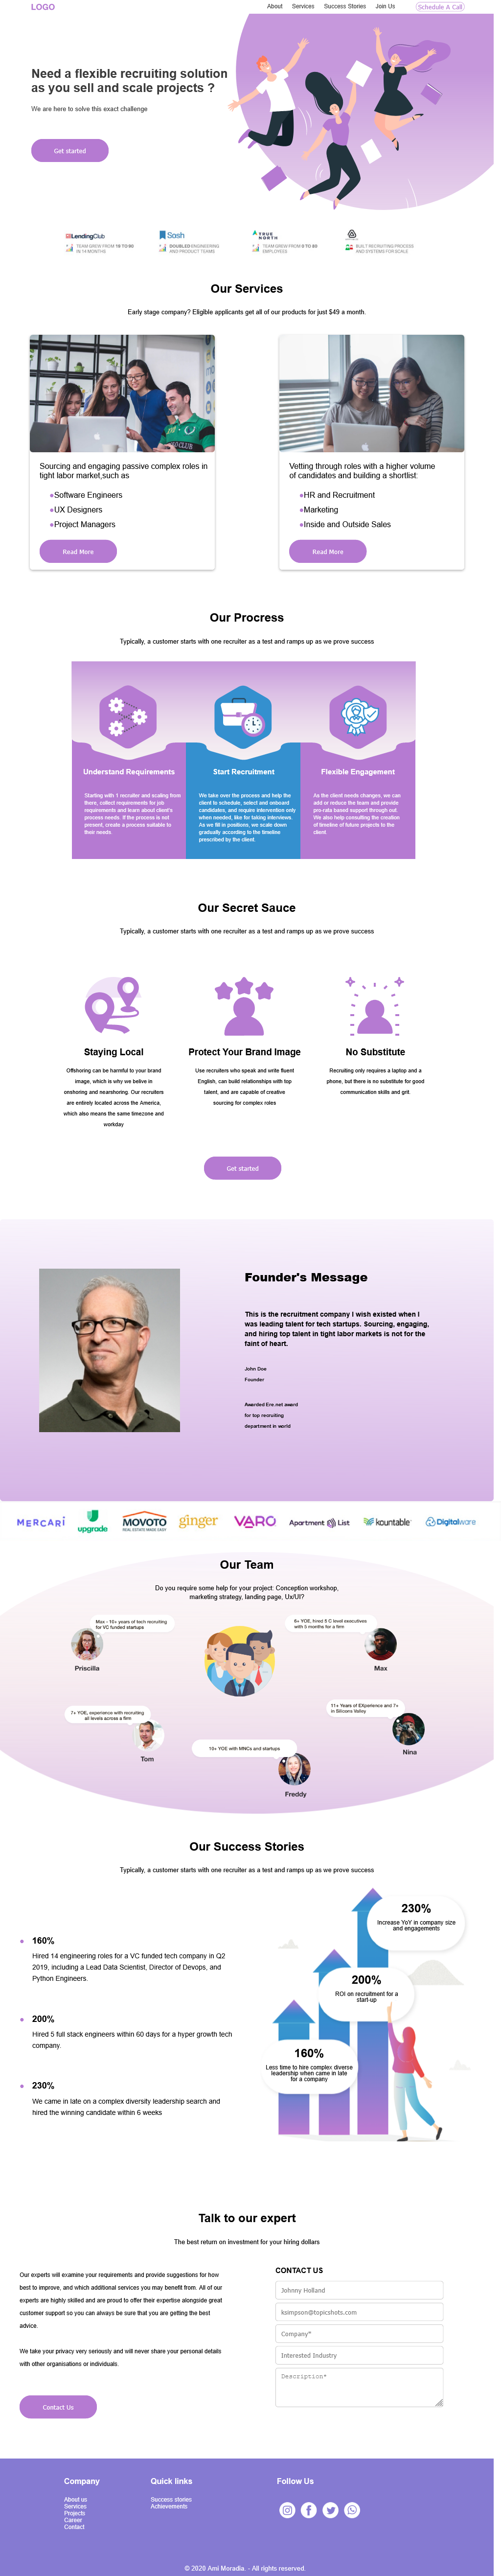 LOGO
About Services Success Stories Join Us Schedule A Call
Need a flexible recruiting solution
as you sell and scale projects ?
We are here to solve this exact challenge
Get started
LendingClub
TEAM GREW FROM 18 TO 90
IN 14 MONTHS
Sosh
DOUBLED ENGINEERING
AND PRODUCT TEAMS
TRUE
NORTH
TEAM GREW FROM 0 TO 80
EMPLOYEES
BUILT RECRUITING PROCESS
AND SYSTEMS FOR SCALE
Our Services
Early stage company? Eligible applicants get all of our products for just $49 a month.
Sourcing and engaging passive complex roles in
tight labor market,such as
●Software Engineers
●UX Designers
●Project Managers
Read More
Vetting through roles with a higher volume
of candidates and building a shortlist:
●HR and Recruitment
●Marketing
●Inside and Outside Sales
Read More
Our Procress
Typically, a customer starts with one recruiter as a test and ramps up as we prove success
Understand Requirements
Starting with 1 recruiter and scaling from
there, collect requirements for job
requirements and learn about client's
process needs. If the process is not
present, create a process suitable to
their needs
Start Recruitment
We take over the process and help the
client to schedule, select and onboard
candidates, and require intervention only
when needed, like for taking interviews.
As we fill in positions, we scale down
gradually according to the timeline
prescribed by the client.
Flexible Engagement
As the client needs changes, we can
add or reduce the team and provide
pro-rata based support through out.
We also help consulting the creation
of timeline of future projects to the
client.
Our Secret Sauce
Typically, a customer starts with one recruiter as a test and ramps up as we prove success
Staying Local
Offshoring can be harmful to your brand
image, which is why we belive in
onshoring and nearshoring. Our recruiters
are entirely located across the America,
which also means the same timezone and
workday
Protect Your Brand Image
Use recruiters who speak and write fluent
English, can build relationships with top
talent, and are capable of creative
sourcing for complex roles
No Substitute
Recruiting only requires a laptop and a
phone, but there is no substitute for good
communication skills and grit.
Get started
Founder's Message
This is the recruitment company I wish existed when I
was leading talent for tech startups. Sourcing, engaging,
and hiring top talent in tight labor markets is not for the
faint of heart.
John Doe
Founder
Awarded Ere.net award
for top recruiting
department in world
MERCARI
upgrade
MOVOTO
REAL ESTATE MADE EASY
ginger
VARO
Apartment List
kountable
Digitalware
Our Team
Do you require some help for your project: Conception workshop,
marketing strategy, landing page, Ux/UI?
Max - 10+ years of tech recruiting
for VC funded startups
Priscilla
8+ YOE, hired 5 C level executives
with 5 months for a firm
Max
7+ YOE, experience with recruiting
all levels across a firm
Tom
11+ Years of EXperience and 7+
in Silicons Valley
Nina
10+ YOE with MNCs and startups
Freddy
Our Success Stories
Typically, a customer starts with one recruiter as a test and ramps up as we prove success
160%
Hired 14 engineering roles for a VC funded tech company in Q2
2019, including a Lead Data Scientist, Director of Devops, and
Python Engineers.
200%
Hired 5 full stack engineers within 60 days for a hyper growth tech
company.
230%
We came in late on a complex diversity leadership search and
hired the winning candidate within 6 weeks
230%
Increase YoY in company size
and engagements
200%
ROI on recruitment for a
start-up
160%
Less time to hire complex diverse
leadership when came in late
for a company
Talk to our expert
The best return on investment for your hiring dollars
Our experts will examine your requirements and provide suggestions for how
best to improve, and which additional services you may benefit from. All of our
experts are highly skilled and are proud to offer their expertise alongside great
customer support so you can always be sure that you are getting the best
advice.
We take your privacy very seriously and will never share your personal details
with other organisations or individuals.
Contact Us
CONTACT US
Johnny Holland
ksimpson@topicshots.com
Company*
Interested Industry
Description*
Company
About us
Services
Projects
Career
Contact
Quick links
Success stories
Achievements
Follow Us
© 2020 Ami Moradia. - All rights reserved.